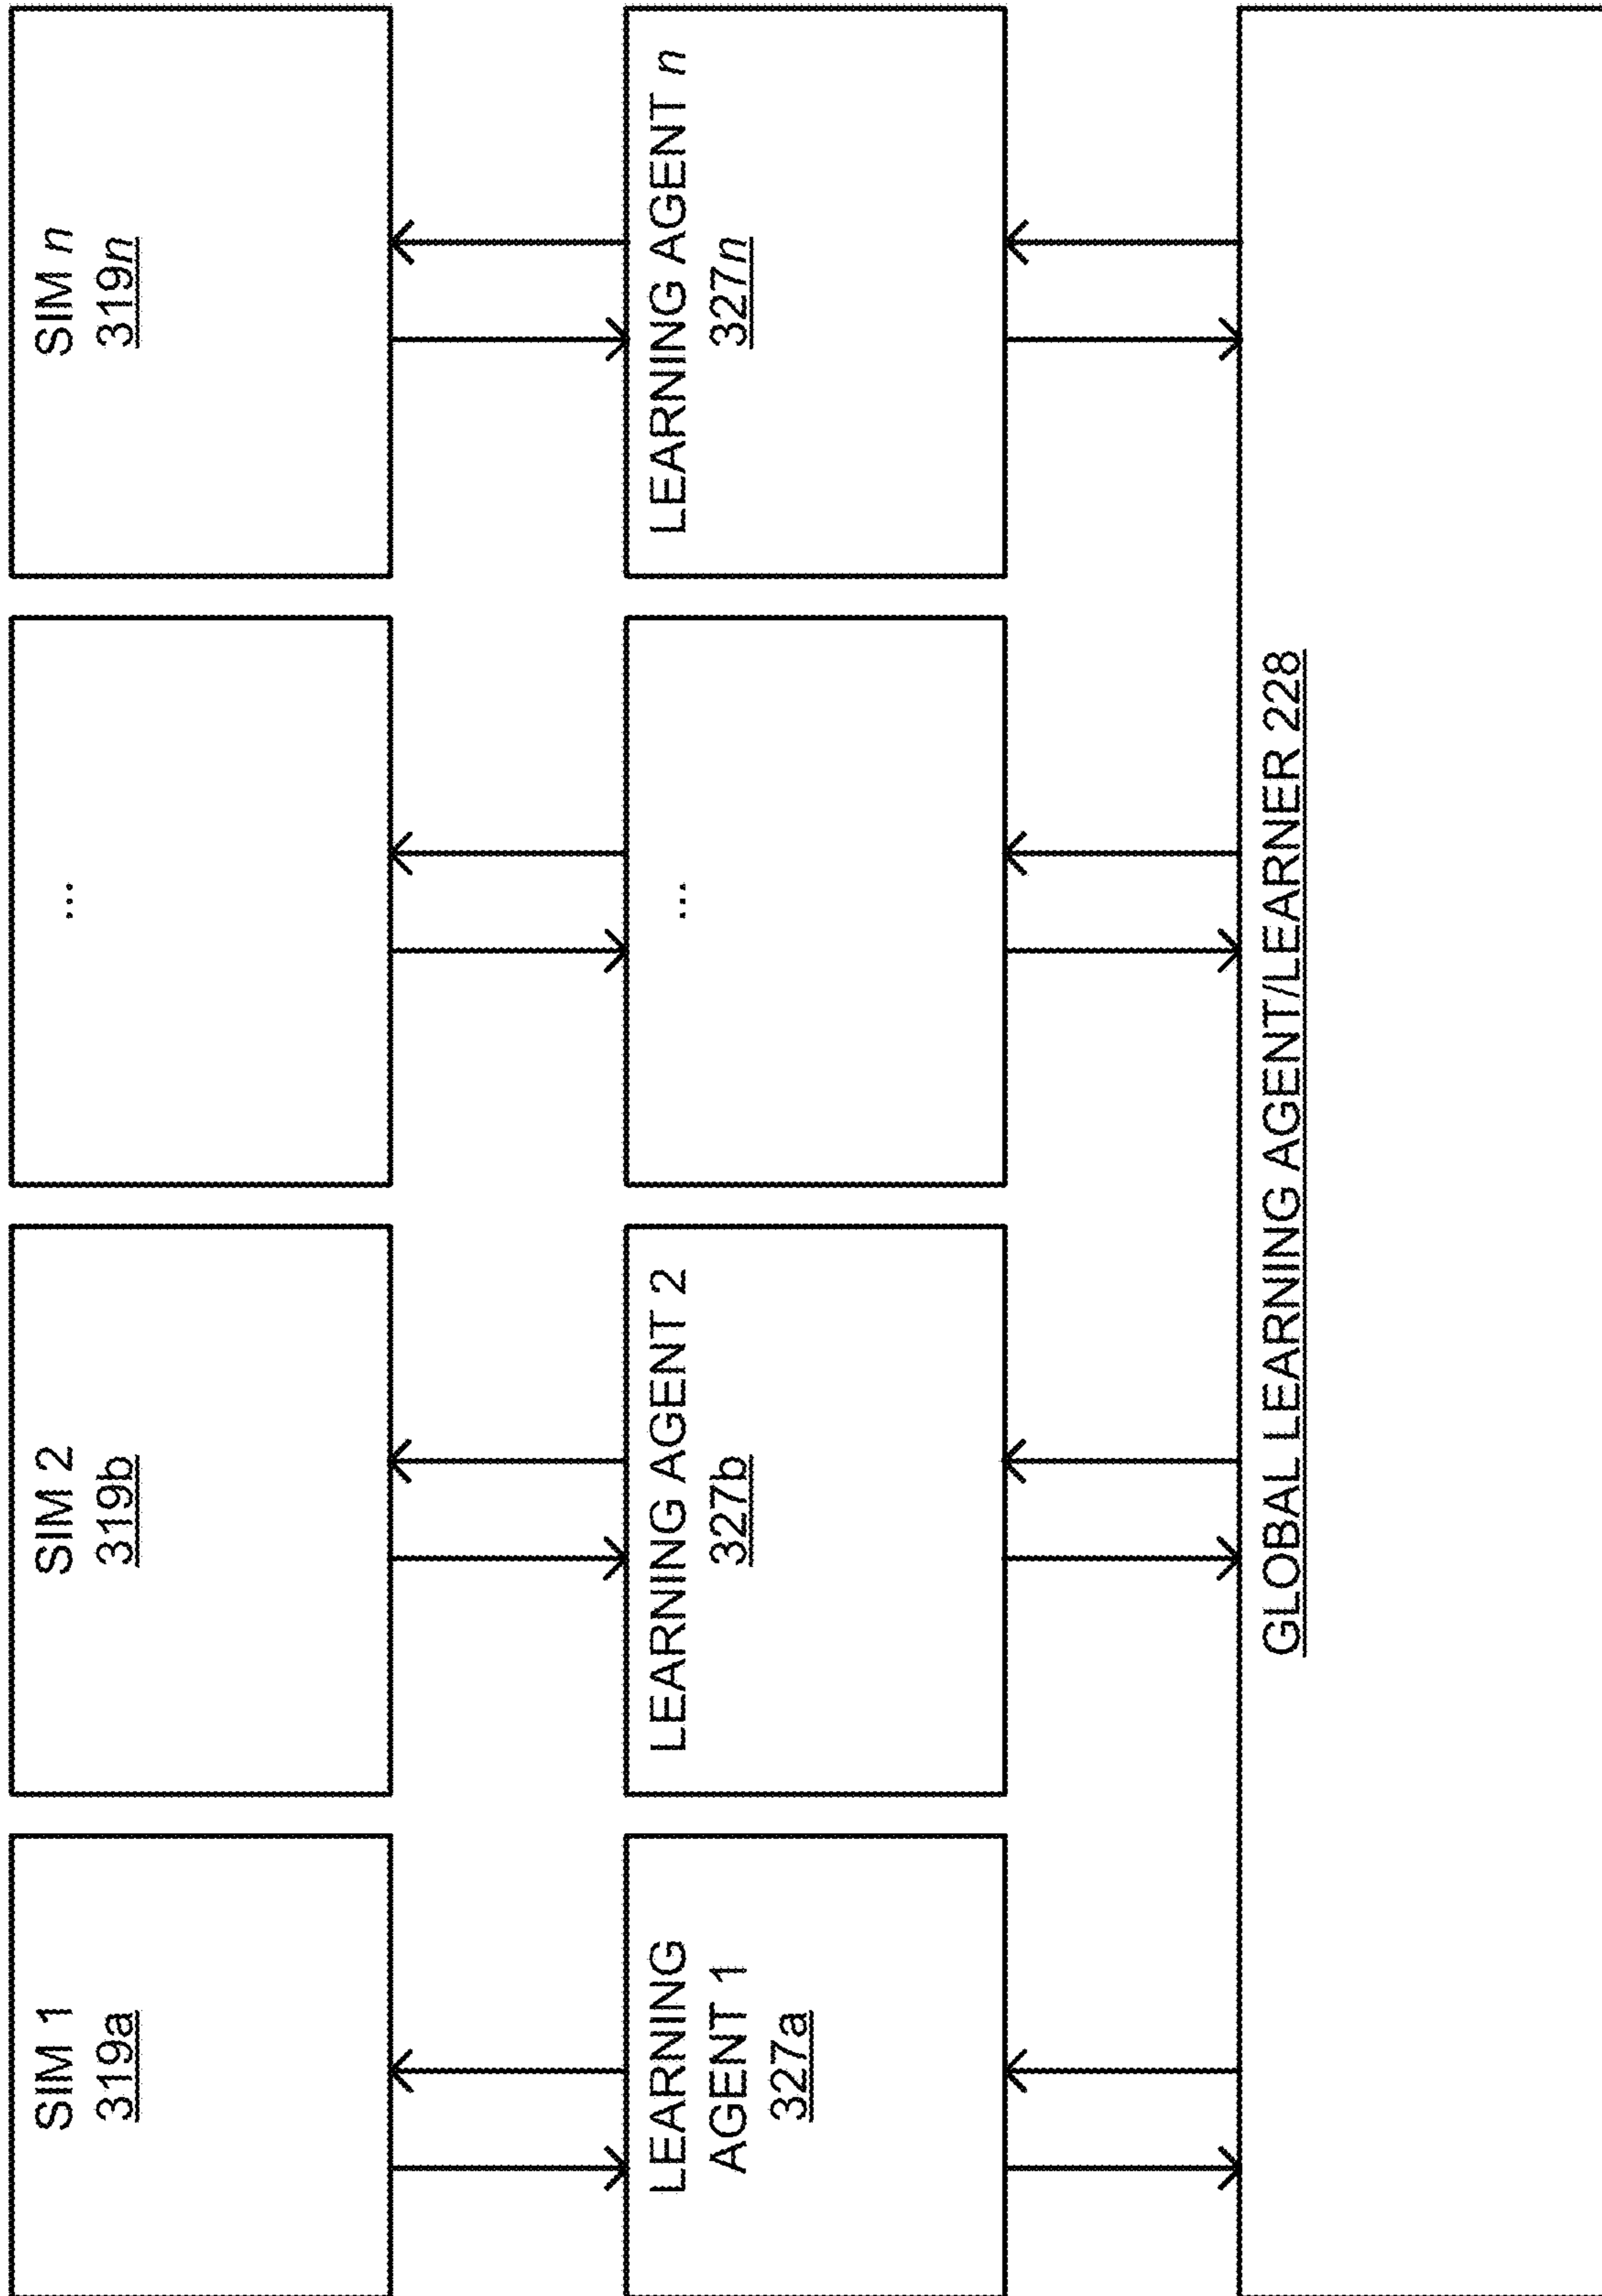 SIM 1
319a
SIM 2
319b
...
SIM n
319n
LEARNING
AGENT 1
327a
LEARNING AGENT 2
327b
...
LEARNING AGENT n
327n
GLOBAL LEARNING AGENT/LEARNER 228